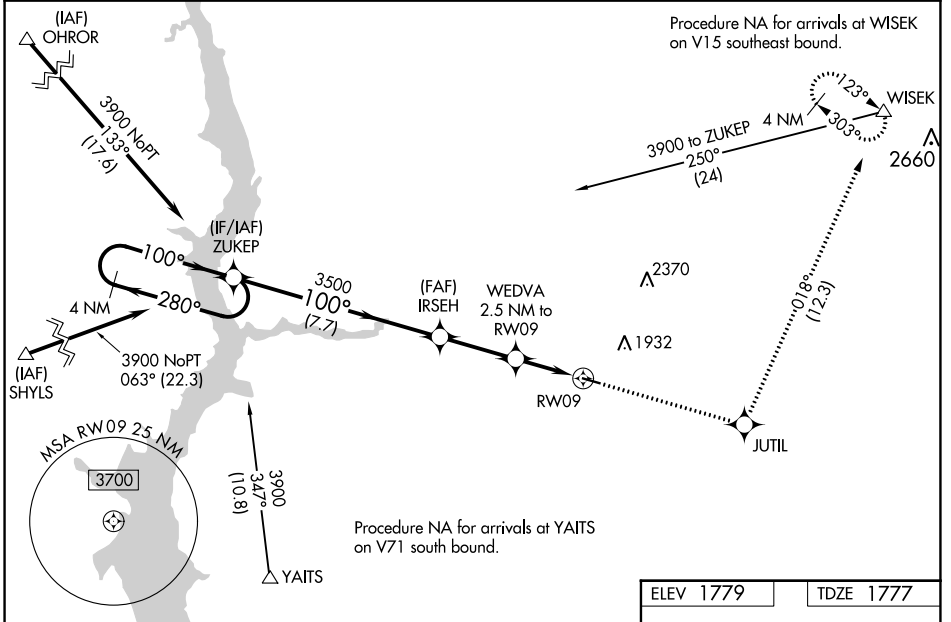 (IAF)
OHROR
3900 NoPT
133°
(17.6)
Procedure NA for arrivals at WISEK
on V15 southeast bound.
123°
303°
4 NM
WISEK
2660
3900 to ZUKEP
250°
(24)
(IF/IAF)
ZUKEP
100°
280°
4 NM
3500
100°
(7.7)
(FAF)
IRSEH
WEDVA
2.5 NM to
RW09
2370
1932
018°
(12.3)
RW09
JUTIL
(IAF)
SHYLS
3900 NoPT
063° (22.3)
MSA RW09 25 NM
3700
3900
347°
(10.8)
YAITS
Procedure NA for arrivals at YAITS
on V71 south bound.
ELEV 1779
TDZE 1777